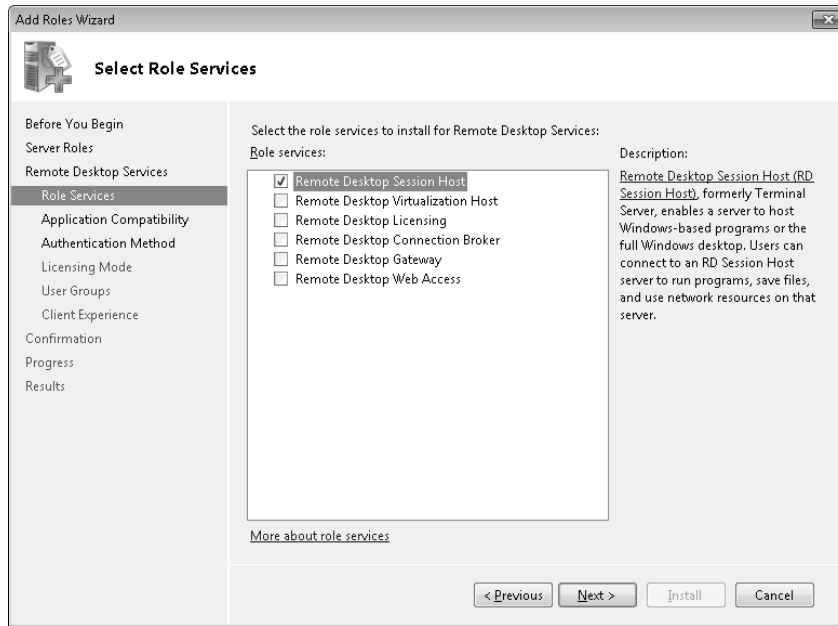 Add Roles Wizard
Select Role Services
Before You Begin
Server Roles
Remote Desktop Services
Role Services
Application Compatibility
Authentication Method
Licensing Mode
User Groups
Client Experience
Confirmation
Progress
Results
Select the role services to install for Remote Desktop Services:
Role services:
Remote Desktop Session Host
Remote Desktop Virtualization Host
Remote Desktop Licensing
Remote Desktop Connection Broker
Remote Desktop Gateway
Remote Desktop Web Access
More about role services
Description:
Remote Desktop Session Host (RD
Session Host), formerly Terminal
Server, enables a server to host
Windows-based programs or the
full Windows desktop. Users can
connect to an RD Session Host
server to run programs, save files,
and use network resources on that
server.
< Previous
Next >
Install
Cancel